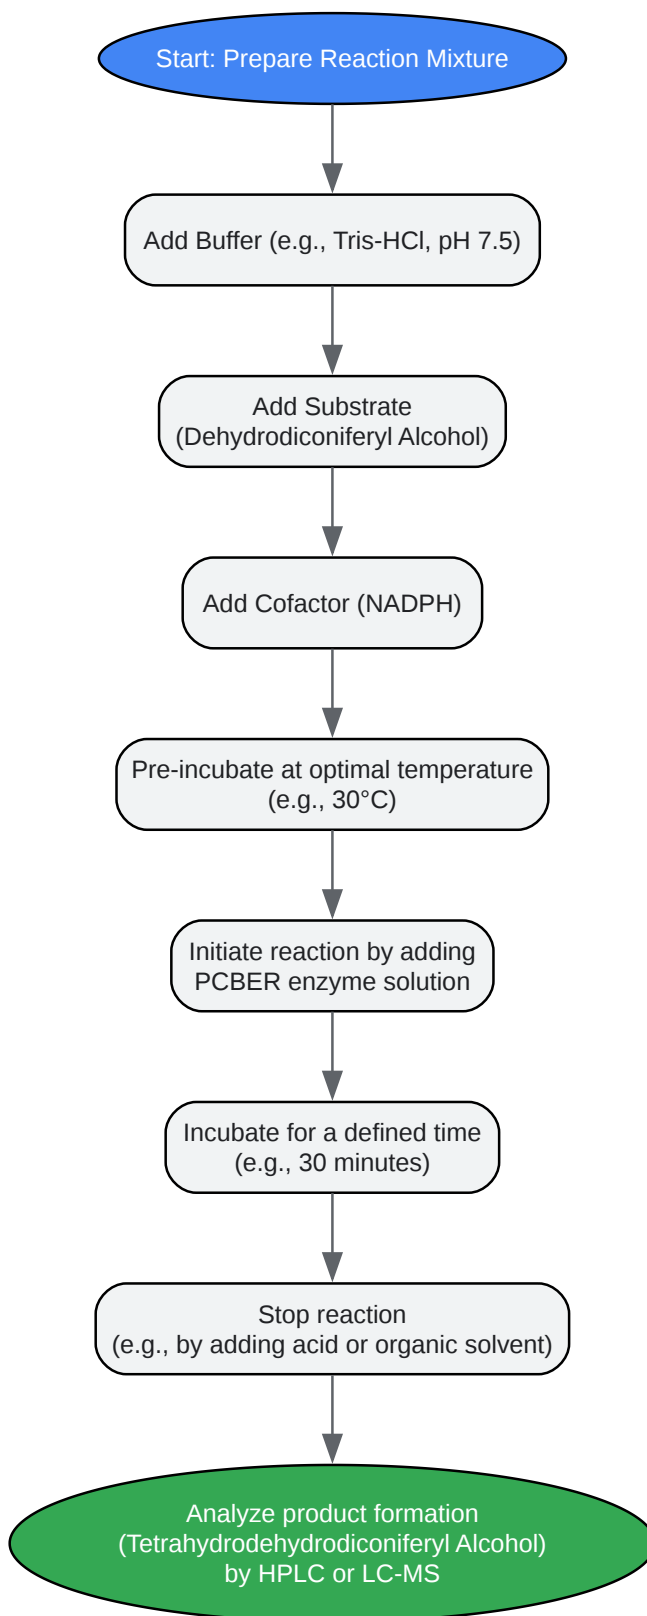 Start: Prepare Reaction Mixture
Add Buffer (e.g., Tris-HCl, pH 7.5)
Add Substrate
(Dehydrodiconiferyl Alcohol)
Add Cofactor (NADPH)
Pre-incubate at optimal temperature
(e.g., 30°C)
Initiate reaction by adding
PCBER enzyme solution
Incubate for a defined time
(e.g., 30 minutes)
Stop reaction
(e.g., by adding acid or organic solvent)
Analyze product formation
(Tetrahydrodehydrodiconiferyl Alcohol)
by HPLC or LC-MS